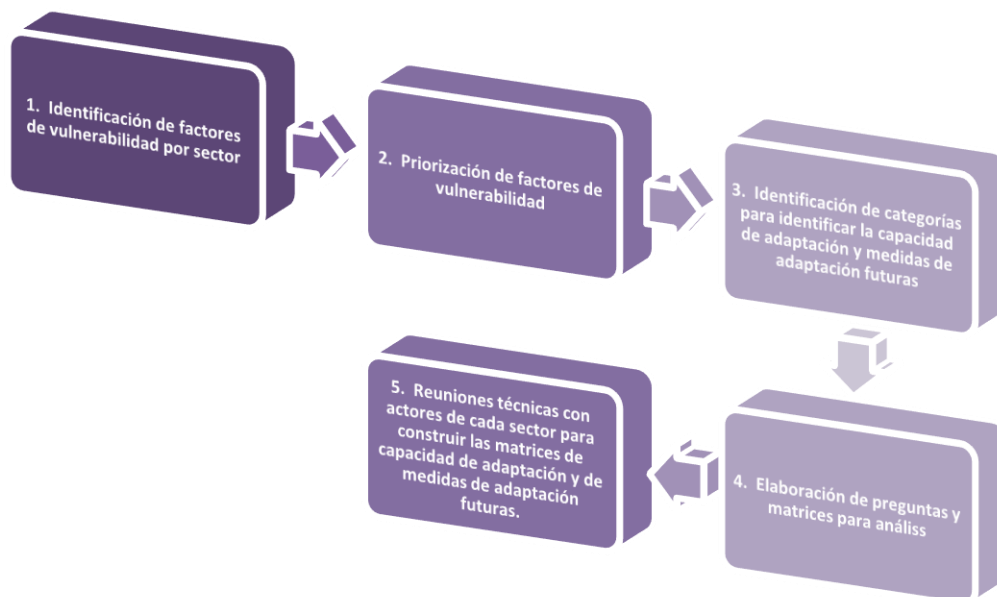 1. Identificación de factores
de vulnerabilidad por sector
2. Priorización de factores de
vulnerabilidad
3. Identificación de categorías
para identificar la capacidad
de adaptación y medidas de
adaptación futuras
4. Elaboración de preguntas y
matrices para análiss
5. Reuniones técnicas con
actores de cada sector para
construir las matrices de
capacidad de adaptación y de
medidas de adaptación
futuras.